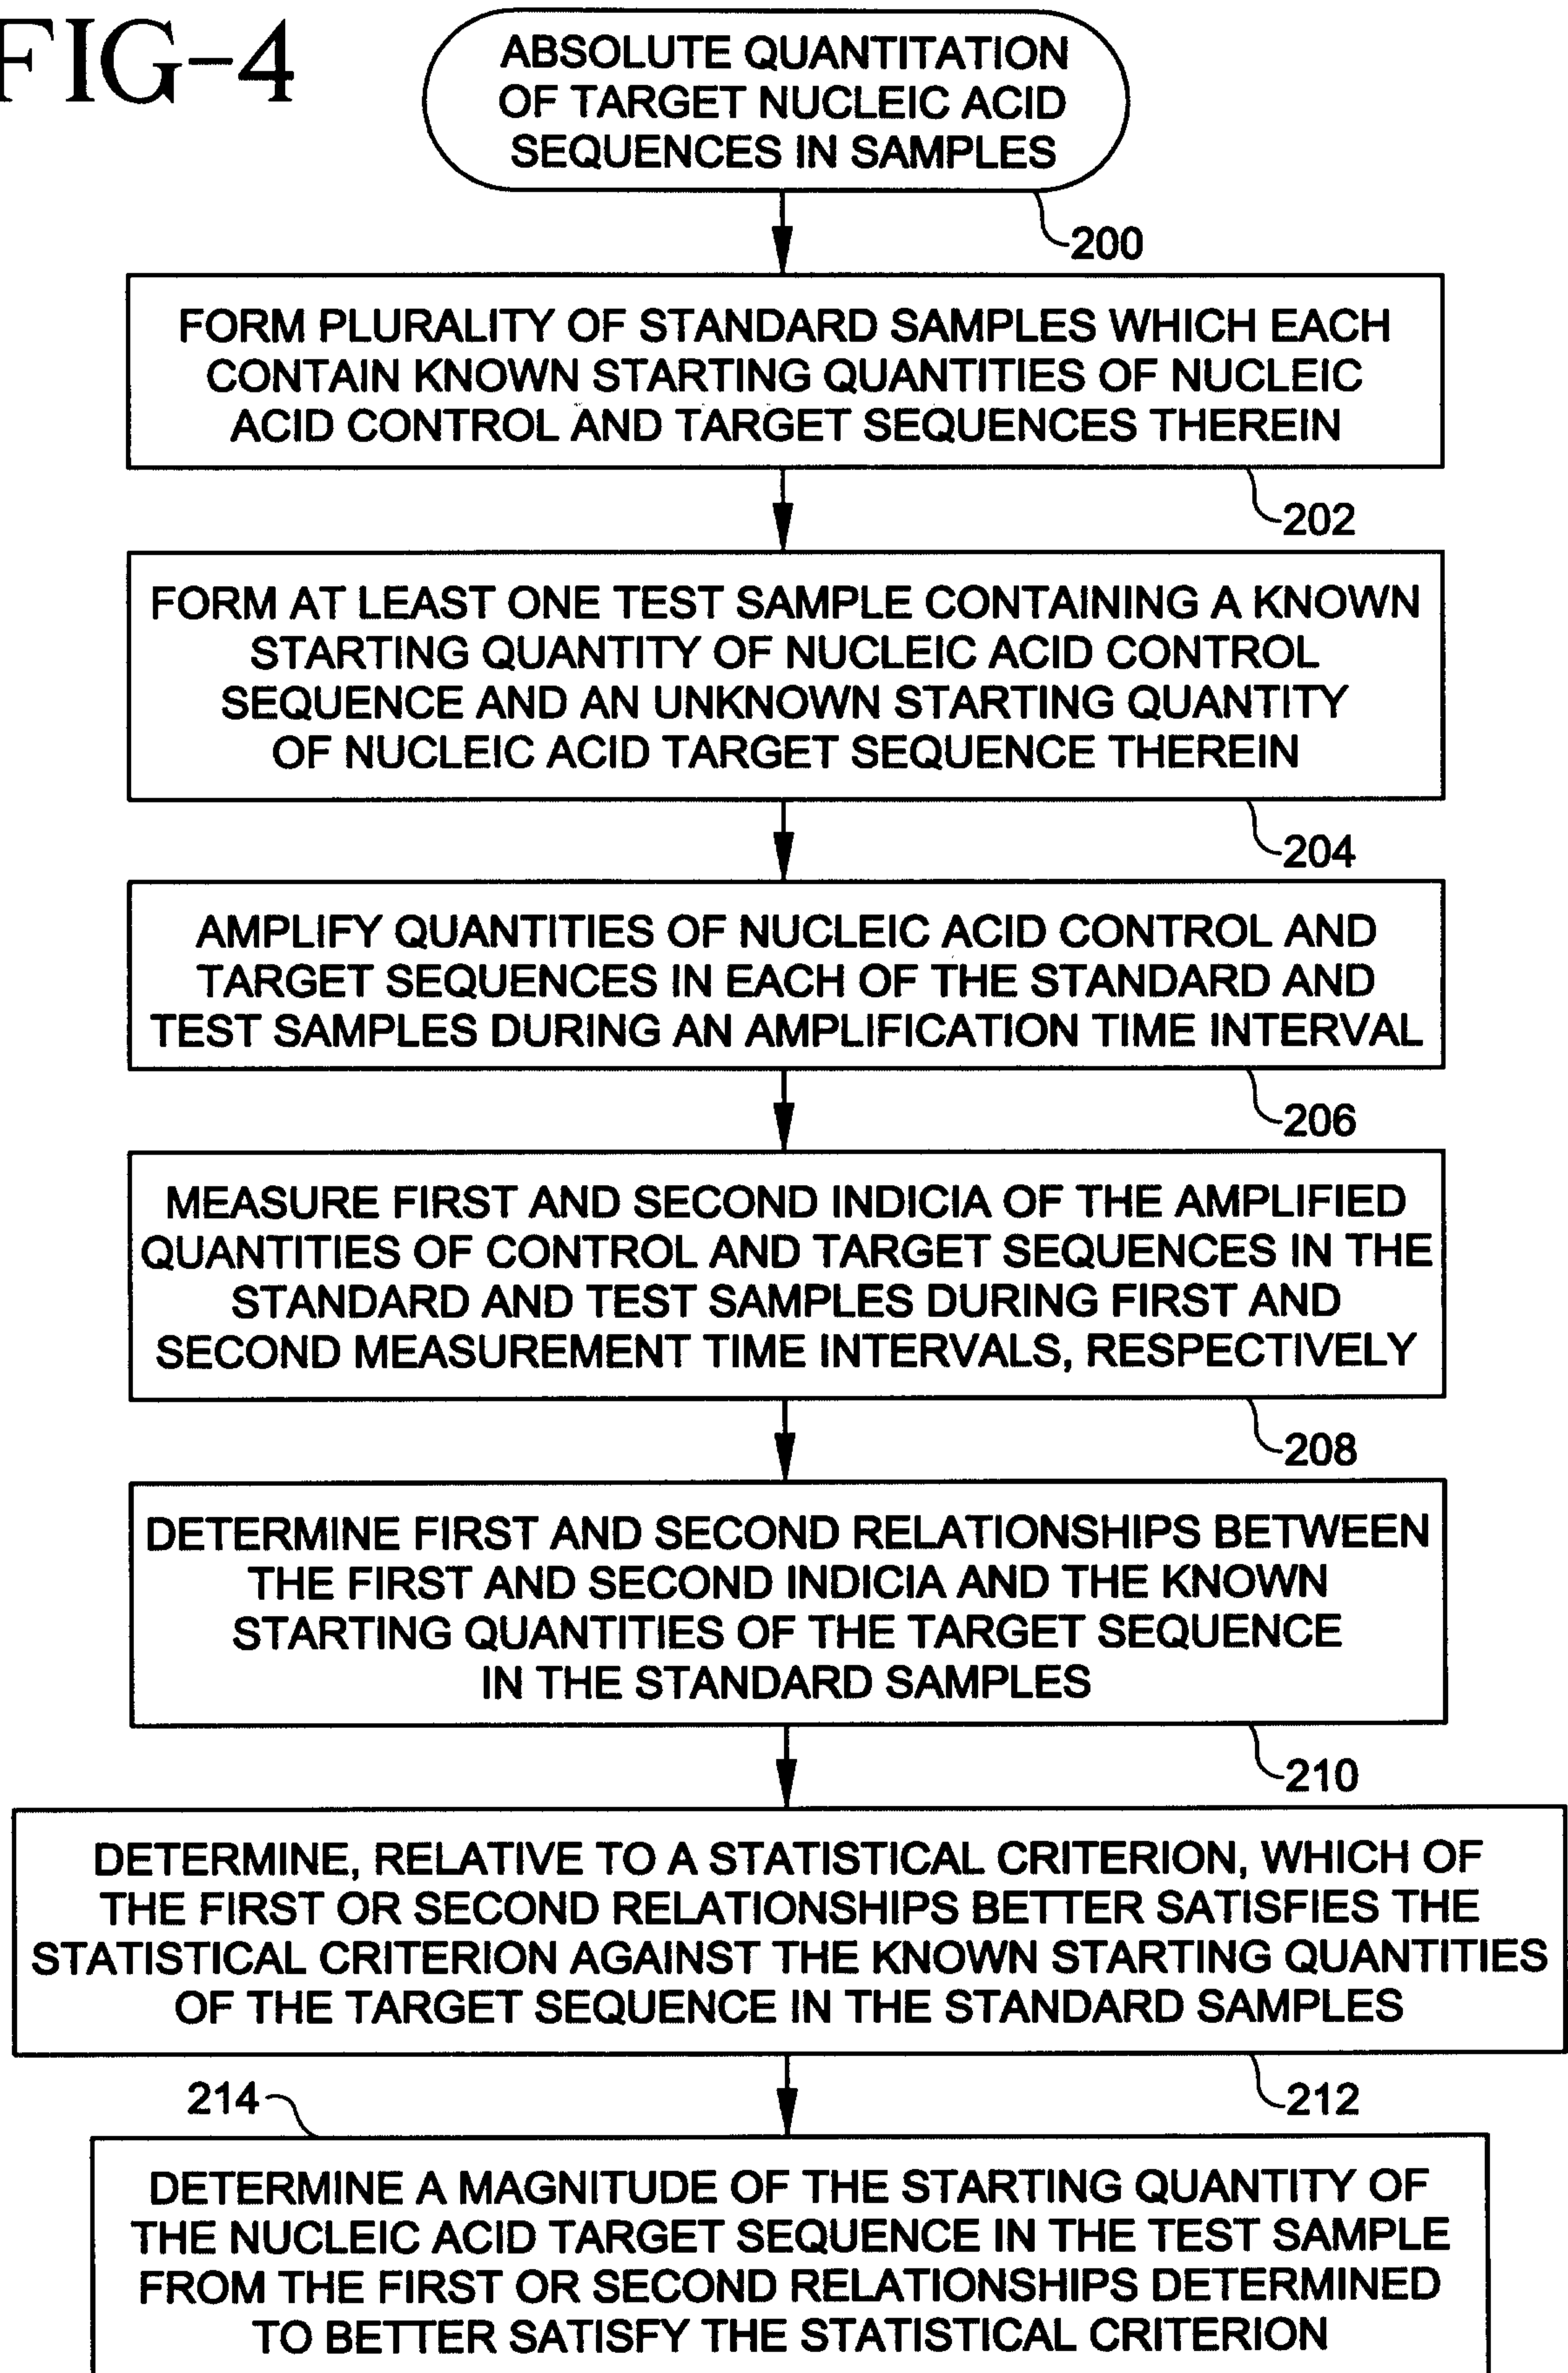 FIG-4
ABSOLUTE QUANTITATION
OF TARGET NUCLEIC ACID
SEQUENCES IN SAMPLES
200
FORM PLURALITY OF STANDARD SAMPLES WHICH EACH
CONTAIN KNOWN STARTING QUANTITIES OF NUCLEIC
ACID CONTROL AND TARGET SEQUENCES THEREIN
202
FORM AT LEAST ONE TEST SAMPLE CONTAINING A KNOWN
STARTING QUANTITY OF NUCLEIC ACID CONTROL
SEQUENCE AND AN UNKNOWN STARTING QUANTITY
OF NUCLEIC ACID TARGET SEQUENCE THEREIN
204
AMPLIFY QUANTITIES OF NUCLEIC ACID CONTROL AND
TARGET SEQUENCES IN EACH OF THE STANDARD AND
TEST SAMPLES DURING AN AMPLIFICATION TIME INTERVAL
206
MEASURE FIRST AND SECOND INDICIA OF THE AMPLIFIED
QUANTITIES OF CONTROL AND TARGET SEQUENCES IN THE
STANDARD AND TEST SAMPLES DURING FIRST AND
SECOND MEASUREMENT TIME INTERVALS, RESPECTIVELY
208
DETERMINE FIRST AND SECOND RELATIONSHIPS BETWEEN
THE FIRST AND SECOND INDICIA AND THE KNOWN
STARTING QUANTITIES OF THE TARGET SEQUENCE
IN THE STANDARD SAMPLES
210
DETERMINE, RELATIVE TO A STATISTICAL CRITERION, WHICH OF
THE FIRST OR SECOND RELATIONSHIPS BETTER SATISFIES THE
STATISTICAL CRITERION AGAINST THE KNOWN STARTING QUANTITIES
OF THE TARGET SEQUENCE IN THE STANDARD SAMPLES
212
214
DETERMINE A MAGNITUDE OF THE STARTING QUANTITY OF
THE NUCLEIC ACID TARGET SEQUENCE IN THE TEST SAMPLE
FROM THE FIRST OR SECOND RELATIONSHIPS DETERMINED
TO BETTER SATISFY THE STATISTICAL CRITERION